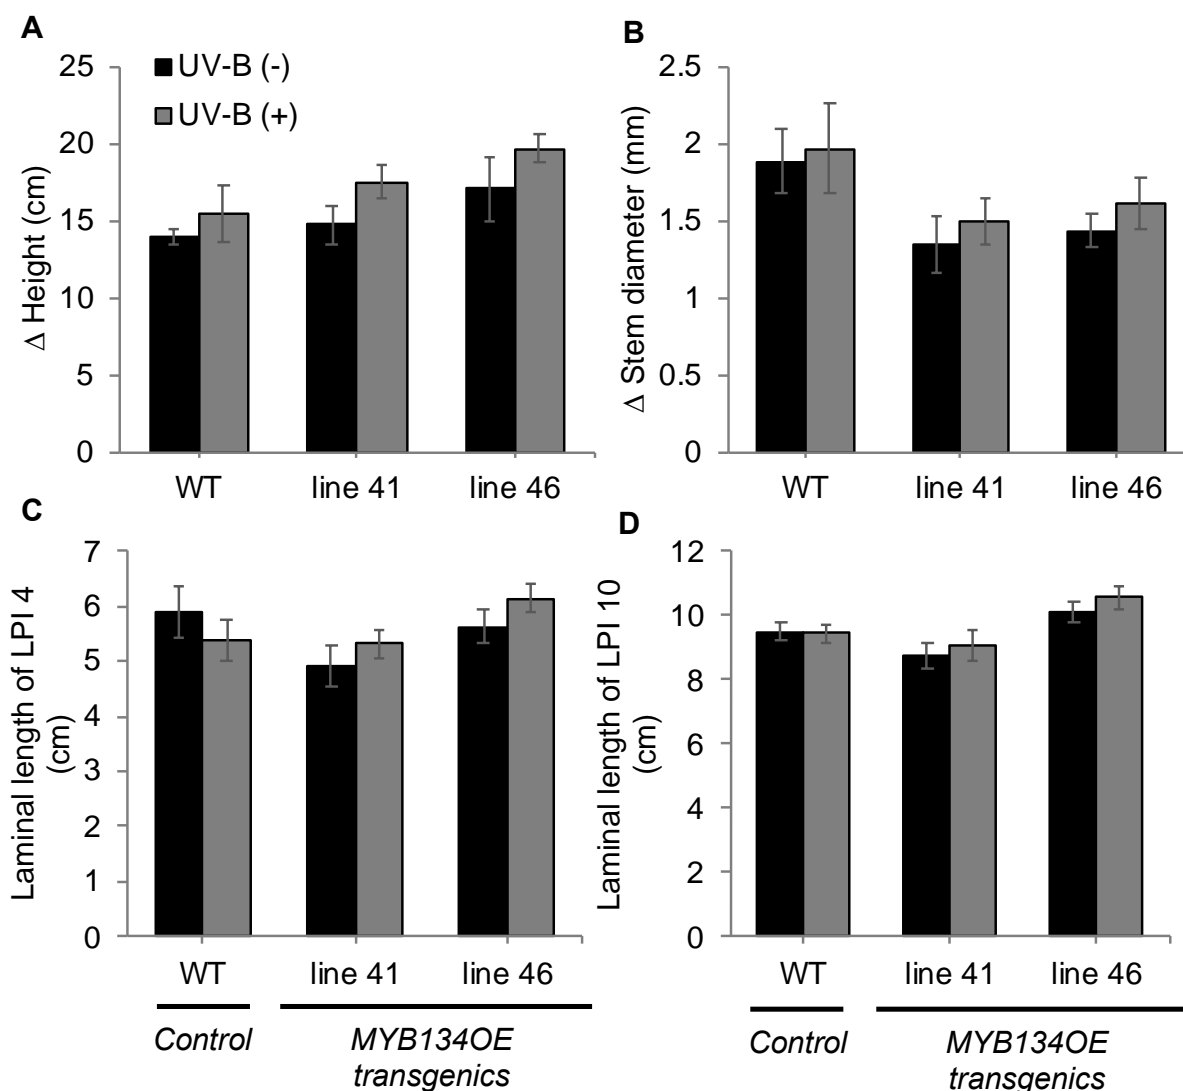 A
UV-B (-)
UV-B (+)
25
20
15
10
5
0
Δ Height (cm)
WT
line 41
line 46
B
2.5
2
1.5
1
0.5
0
Δ Stem diameter (mm)
WT
line 41
line 46
C
7
6
5
4
3
2
1
0
Laminal length of LPI 4
(cm)
WT
line 41
line 46
Control
MYB134OE
transgenics
D
12
10
8
6
4
2
0
Laminal length of LPI 10
(cm)
WT
line 41
line 46
Control
MYB134OE
transgenics